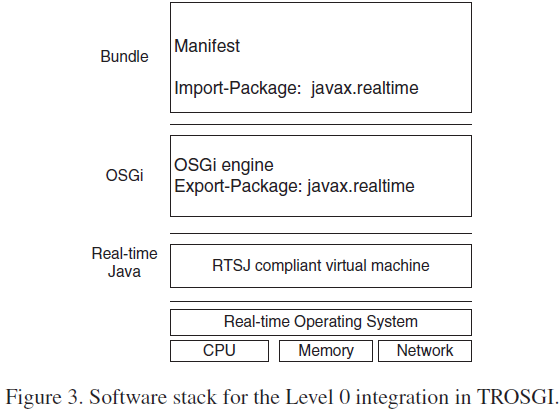 Bundle
Manifest
Import-Package: javax.realtime
OSGi
OSGi engine
Export-Package: javax.realtime
Real-time
Java
RTSJ compliant virtual machine
Real-time Operating System
CPU
Memory
Network
Figure 3. Software stack for the Level 0 integration in TROSGI.